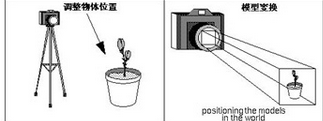 调整物体位置
模型变换
positioning the models
in the world